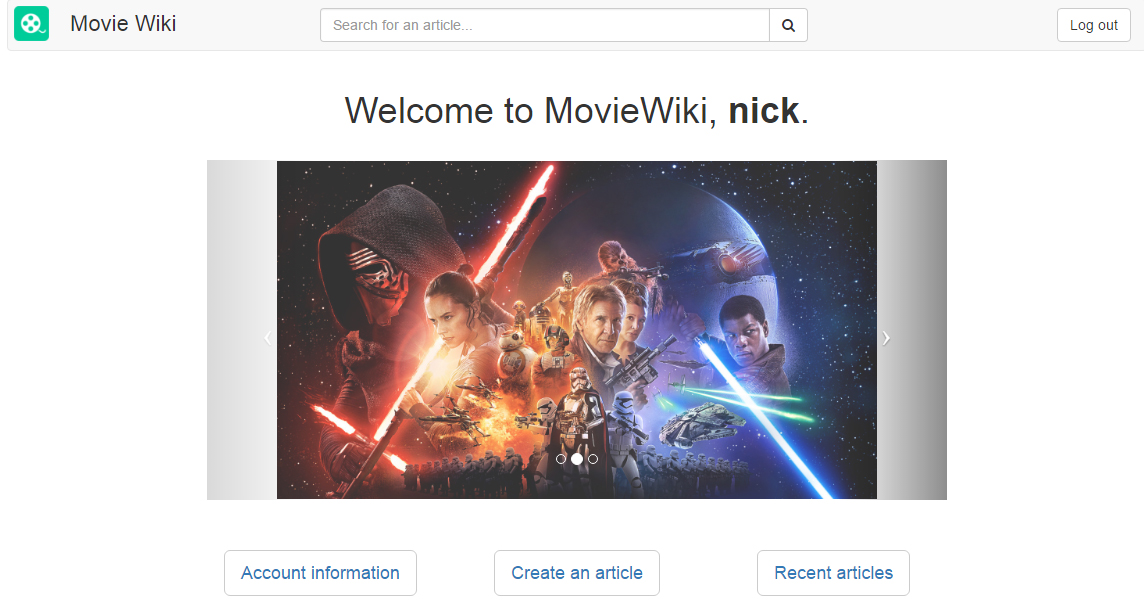 Movie Wiki
Search for an article...
Log out
Welcome to MovieWiki, nick.
Account information
Create an article
Recent articles